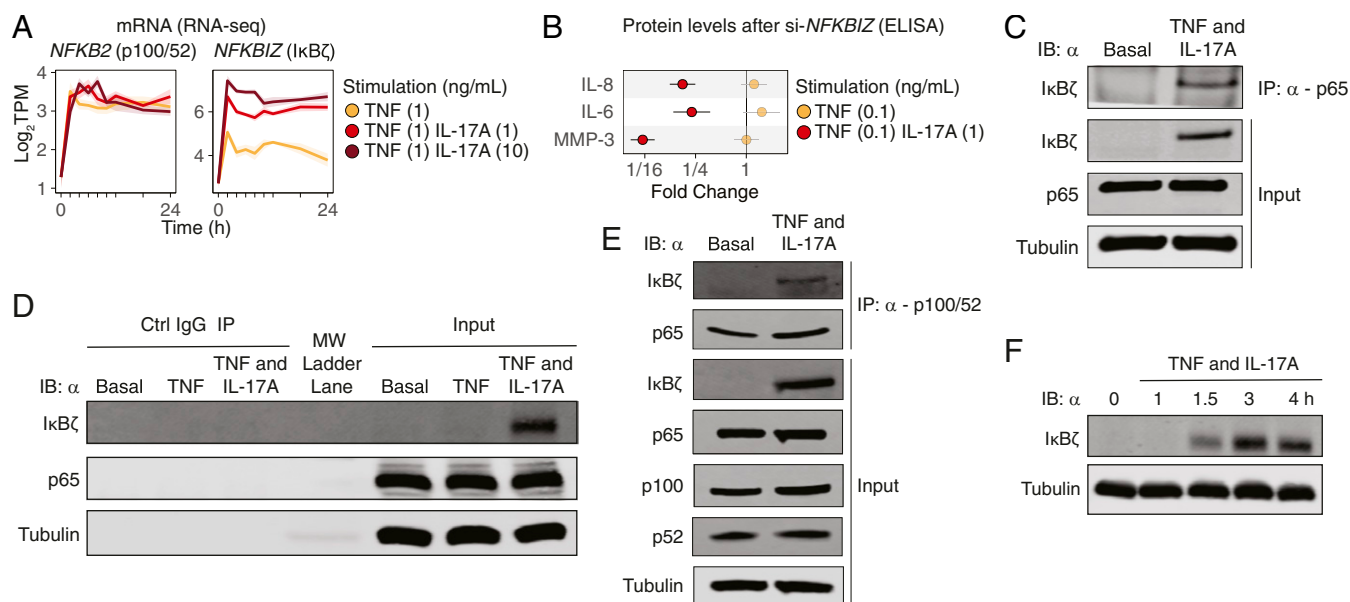 A
mRNA (RNA-seq)
NFKB2 (p100/52)
NFKBIZ (IκBζ)
Log2TPM
4
3
2
1
6
4
0
24
0
24
Time (h)
Stimulation (ng/mL)
TNF (1)
TNF (1) IL-17A (1)
TNF (1) IL-17A (10)
B
Protein levels after si-NFKBIZ (ELISA)
IL-8
IL-6
MMP-3
1/16
1/4
1
Fold Change
Stimulation (ng/mL)
TNF (0.1)
TNF (0.1) IL-17A (1)
C
IB: α
Basal
TNF and
IL-17A
IκBζ
IP: α - p65
IκBζ
p65
Tubulin
Input
D
Ctrl IgG IP
MW
Ladder
Lane
Input
IB: α
Basal
TNF
TNF and
IL-17A
Basal
TNF
TNF and
IL-17A
IκBζ
p65
Tubulin
E
IB: α
Basal
TNF and
IL-17A
IκBζ
p65
IP: α - p100/52
IκBζ
p65
p100
p52
Tubulin
Input
F
TNF and IL-17A
IB: α
0
1
1.5
3
4 h
IκBζ
Tubulin